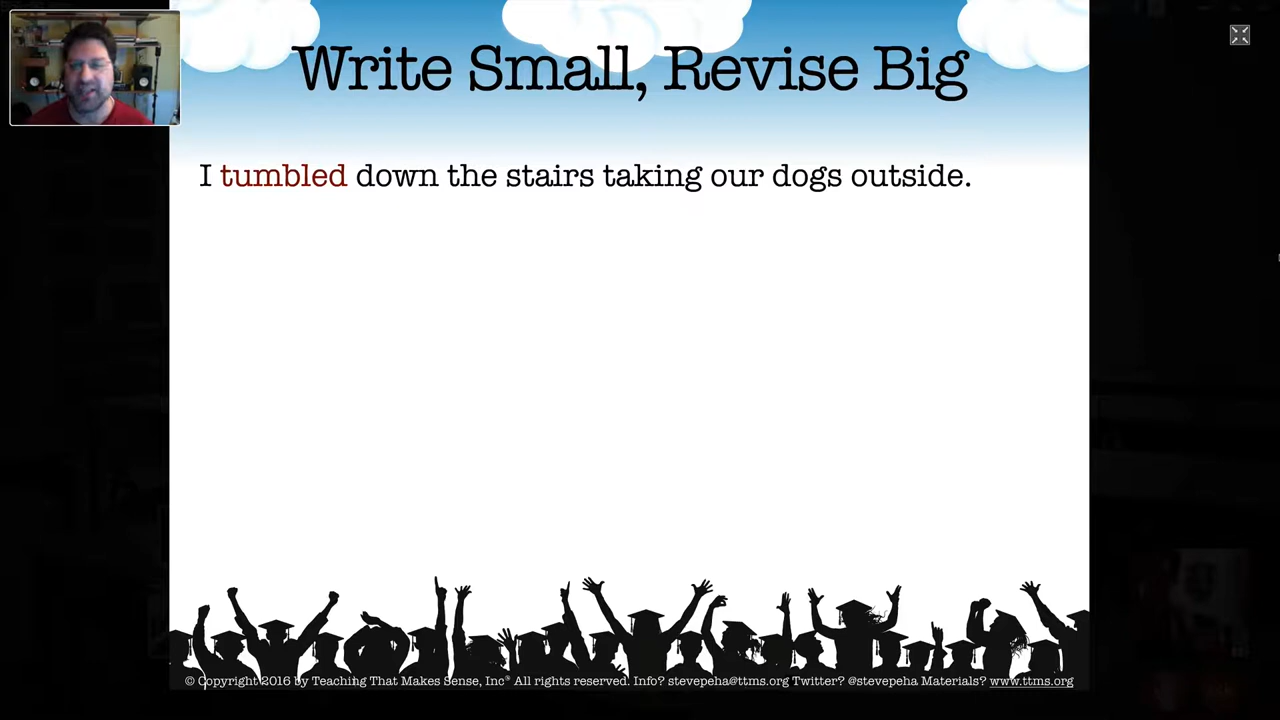 Write Small, Revise Big
I tumbled down the stairs taking our dogs outside.
© Copyright 2016 by Teaching That Makes Sense, Inc® All rights reserved. Info? stevepeha@ttms.org Twitter? @stevepeha Materials? www.ttms.org